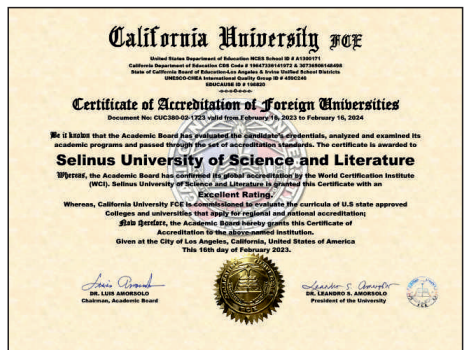 California University FCE
United States Department of Education NCES School ID # A1300171
California Department of Education CDS Code # 19647339141972 & 30736506148498
State of California Board of Education-Los Angeles & Irvine Unified School Districts
UNESCO-CHEA International Quality Group ID # 459C240
EDUCAUSE ID # 196820
Certificate of Accreditation of Foreign Universities
Document No: CUC380-02-1723 valid from February 16, 2023 to February 16, 2024
Be it known that the Academic Board has evaluated the candidate's credentials, analyzed and examined its
academic programs and passed through the set of accreditation standards. The certificate is awarded to
Selinus University of Science and Literature
Whereas, the Academic Board has confirmed its global accreditation by the World Certification Institute
(WCI). Selinus University of Science and Literature is granted this Certificate with an
Excellent Rating.
Whereas, California University FCE is commissioned to evaluate the curricula of U.S state approved
Colleges and universities that apply for regional and national accreditation;
Now therefore, the Academic Board hereby grants this Certificate of
Accreditation to the above-named institution.
Given at the City of Los Angeles, California, United States of America
This 16th day of February 2023.
DR. LUIS AMORSOLO
Chairman, Academic Board
DR. LEANDRO S. AMORSOLO
President of the University